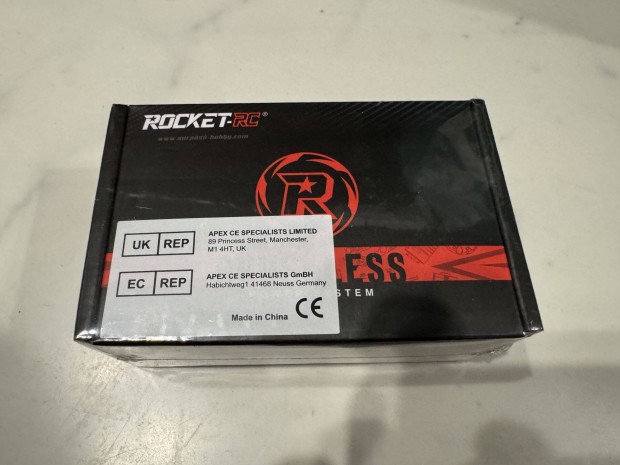 ROCKET-RC®
UK REP
APEX CE SPECIALISTS LIMITED
89 Princess Street, Manchester,
M1 4HT, UK
EC REP
APEX CE SPECIALISTS GmBH
Habichtweg1 41468 Neuss Germany
Made in China CE
R
ESS
STEM